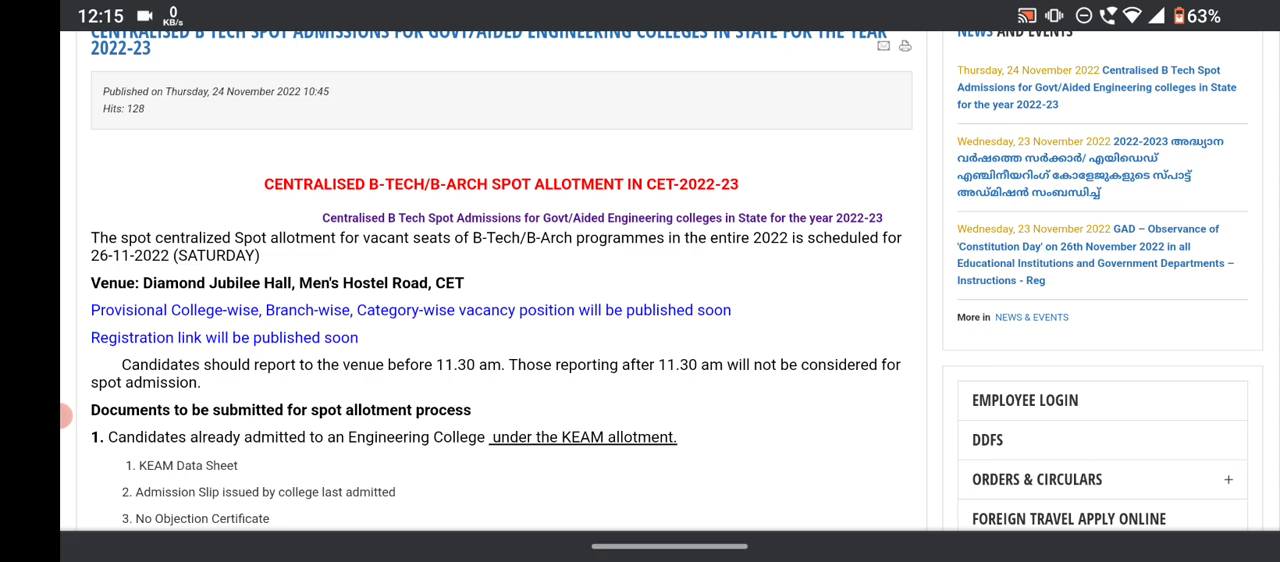 12:15
0
KB/s
63%
CENTRALISED B TECH SPOT ADMISSIONS FOR GOVT/AIDED ENGINEERING COLLEGES IN STATE FOR THE YEAR
2022-23
Published on Thursday, 24 November 2022 10:45
Hits: 128
CENTRALISED B-TECH/B-ARCH SPOT ALLOTMENT IN CET-2022-23
Centralised B Tech Spot Admissions for Govt/Aided Engineering colleges in State for the year 2022-23
The spot centralized Spot allotment for vacant seats of B-Tech/B-Arch programmes in the entire 2022 is scheduled for
26-11-2022 (SATURDAY)
Venue: Diamond Jubilee Hall, Men's Hostel Road, CET
Provisional College-wise, Branch-wise, Category-wise vacancy position will be published soon
Registration link will be published soon
Candidates should report to the venue before 11.30 am. Those reporting after 11.30 am will not be considered for
spot admission.
Documents to be submitted for spot allotment process
1. Candidates already admitted to an Engineering College under the KEAM allotment.
1. KEAM Data Sheet
2. Admission Slip issued by college last admitted
3. No Objection Certificate
NEWS AND EVENTS
Thursday, 24 November 2022 Centralised B Tech Spot
Admissions for Govt/Aided Engineering colleges in State
for the year 2022-23
Wednesday, 23 November 2022 2022-2023 അദ്ധ്യാന
വർഷത്തെ സർക്കാർ/ എയിഡെഡ്
എഞ്ചിനീയറിംഗ് കോളേജുകളുടെ സ്പാട്ട്
അഡ്മിഷൻ സംബന്ധിച്ച്
Wednesday, 23 November 2022 GAD – Observance of
'Constitution Day' on 26th November 2022 in all
Educational Institutions and Government Departments –
Instructions - Reg
More in NEWS & EVENTS
EMPLOYEE LOGIN
DDFS
ORDERS & CIRCULARS +
FOREIGN TRAVEL APPLY ONLINE